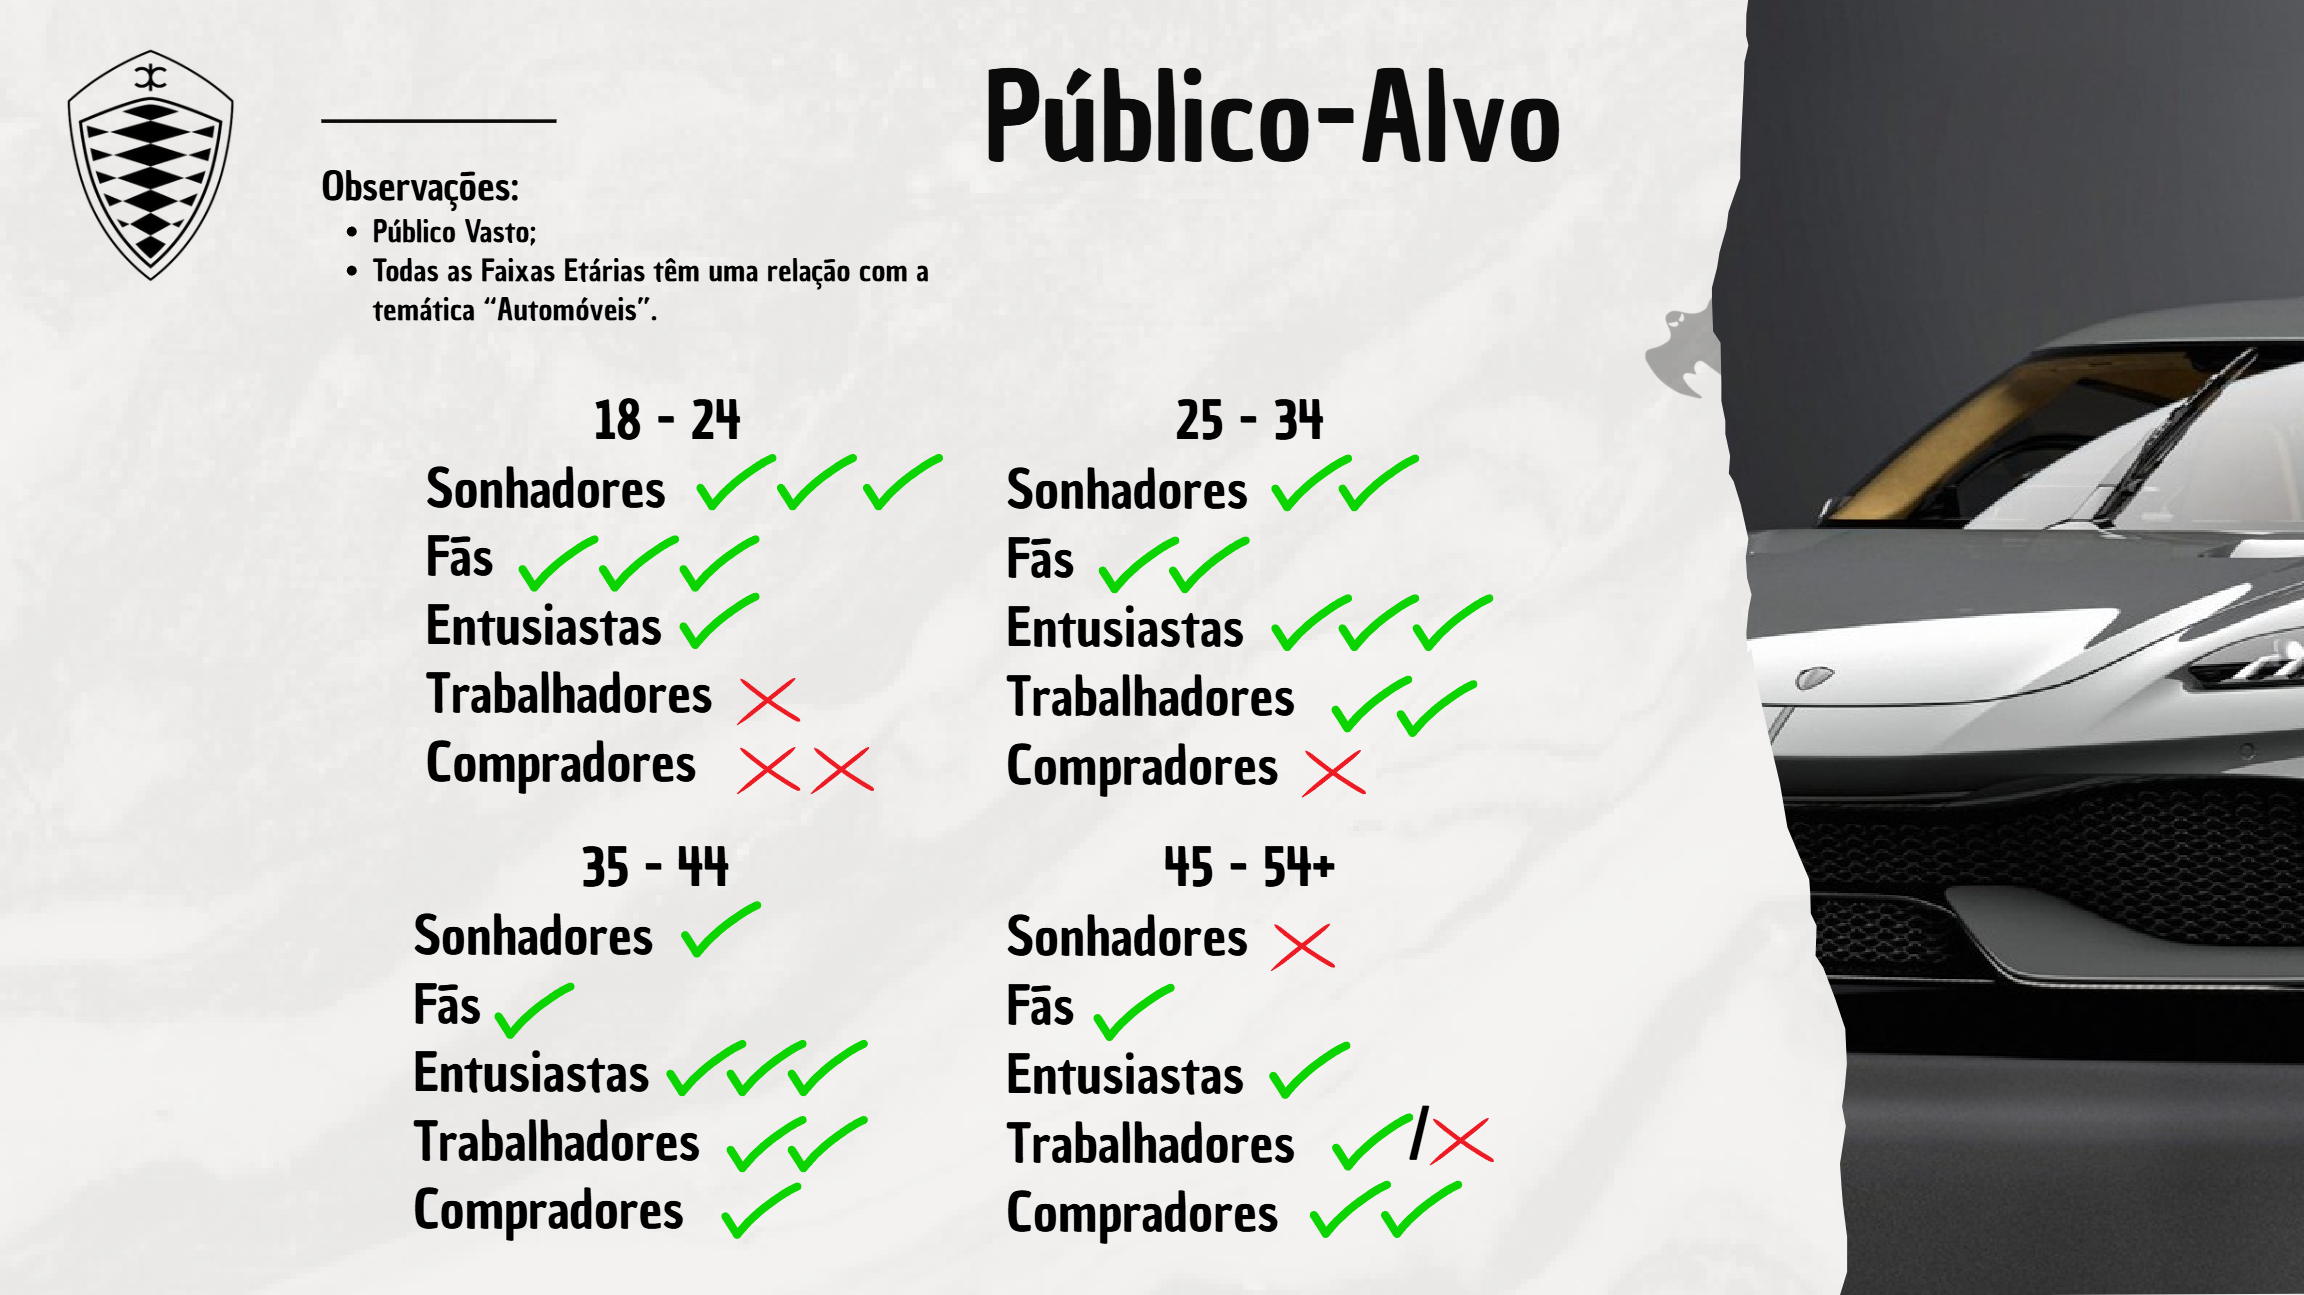 Público-Alvo
Observações:
• Público Vasto;
• Todas as Faixas Etárias têm uma relação com a
temática “Automóveis”.
18 - 24
Sonhadores
Fãs
Entusiastas
Trabalhadores
Compradores
25 - 34
Sonhadores
Fãs
Entusiastas
Trabalhadores
Compradores
35 - 44
Sonhadores
Fãs
Entusiastas
Trabalhadores
Compradores
45 - 54+
Sonhadores
Fãs
Entusiastas
Trabalhadores /
Compradores